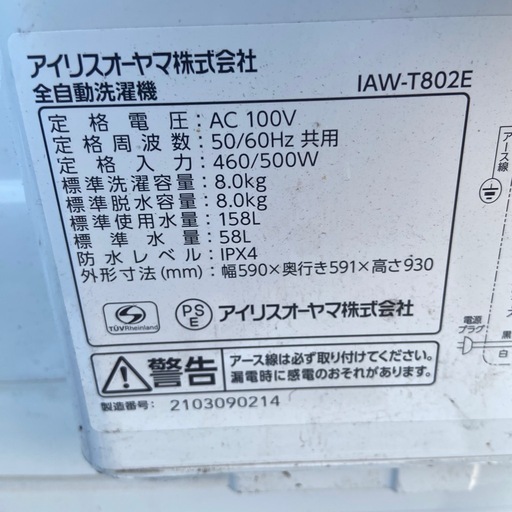 アイリスオーヤマ株式会社
全自動洗濯機 IAW-T802E
定格電圧:AC 100V
定格周波数:50/60Hz 共用
定格入力:460/500W
標準洗濯容量:8.0kg
標準脱水容量:8.0kg
標準使用水量:158L
標準水量:58L
防水レベル:IPX4
外形寸法(mm):幅590×奥行き591×高さ930
TÜVRheinland
PS
E
アイリスオーヤマ株式会社
警告
アース線は必ず取り付けてください。
漏電時に感電のおそれがあります。
製造番号: 2103090214
アース線
電源
プラグ
黒
白